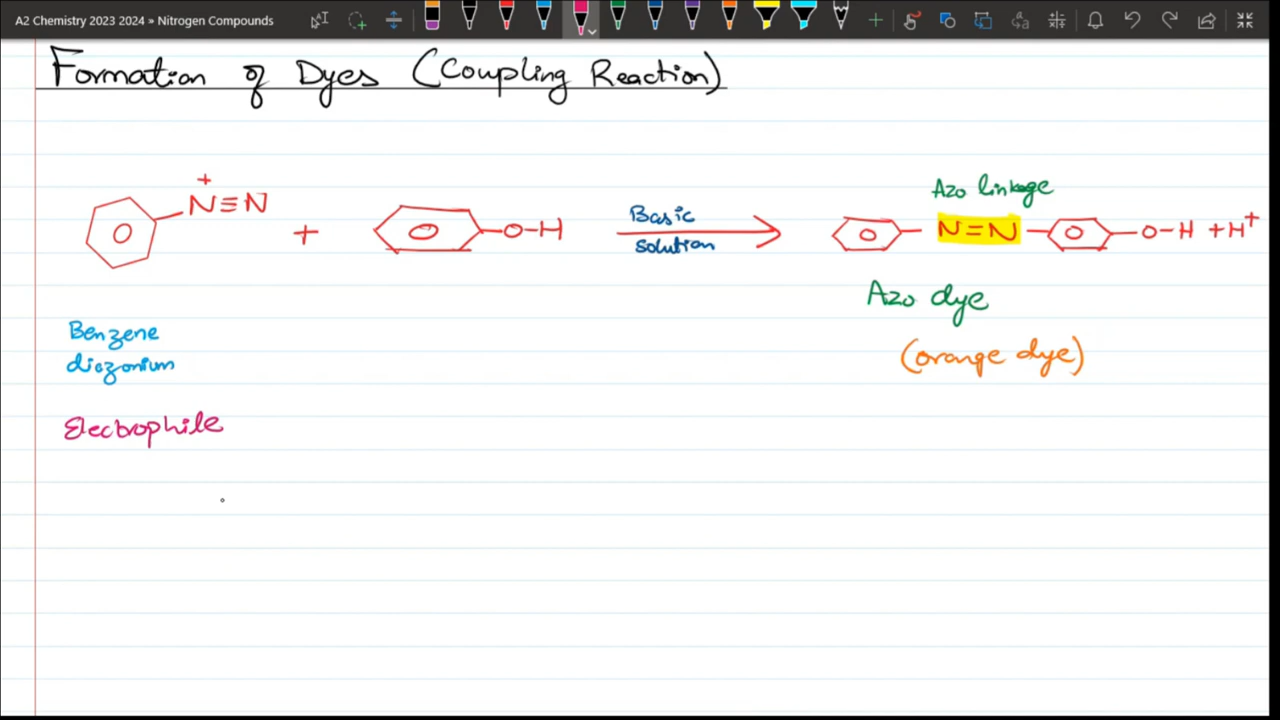 A2 Chemistry 2023 2024 » Nitrogen Compounds
Formation of Dyes (Coupling Reaction)
+
N≡N
+
O-H
Basic
solution
Azo linkage
N=N
O-H +H⁺
Azo dye
(orange dye)
Benzene
diazonium
Electrophile